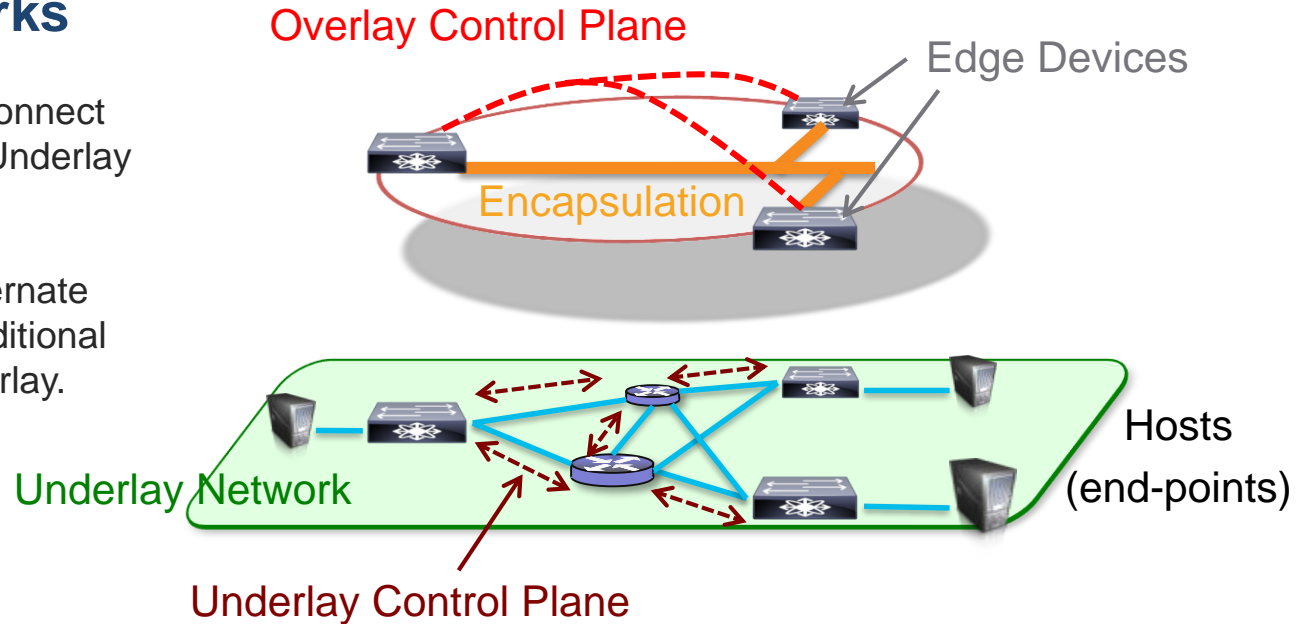 rks
Overlay Control Plane
Edge Devices
onnect
Underlay
Encapsulation
ernate
ditional
rlay.
Hosts
(end-points)
Underlay Network
Underlay Control Plane